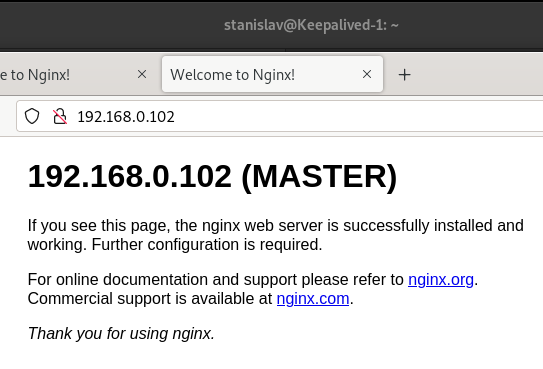 stanislav@Keepalived-1: ~
e to Nginx!
Welcome to Nginx!
192.168.0.102
192.168.0.102 (MASTER)
If you see this page, the nginx web server is successfully installed and
working. Further configuration is required.
For online documentation and support please refer to nginx.org.
Commercial support is available at nginx.com.
Thank you for using nginx.